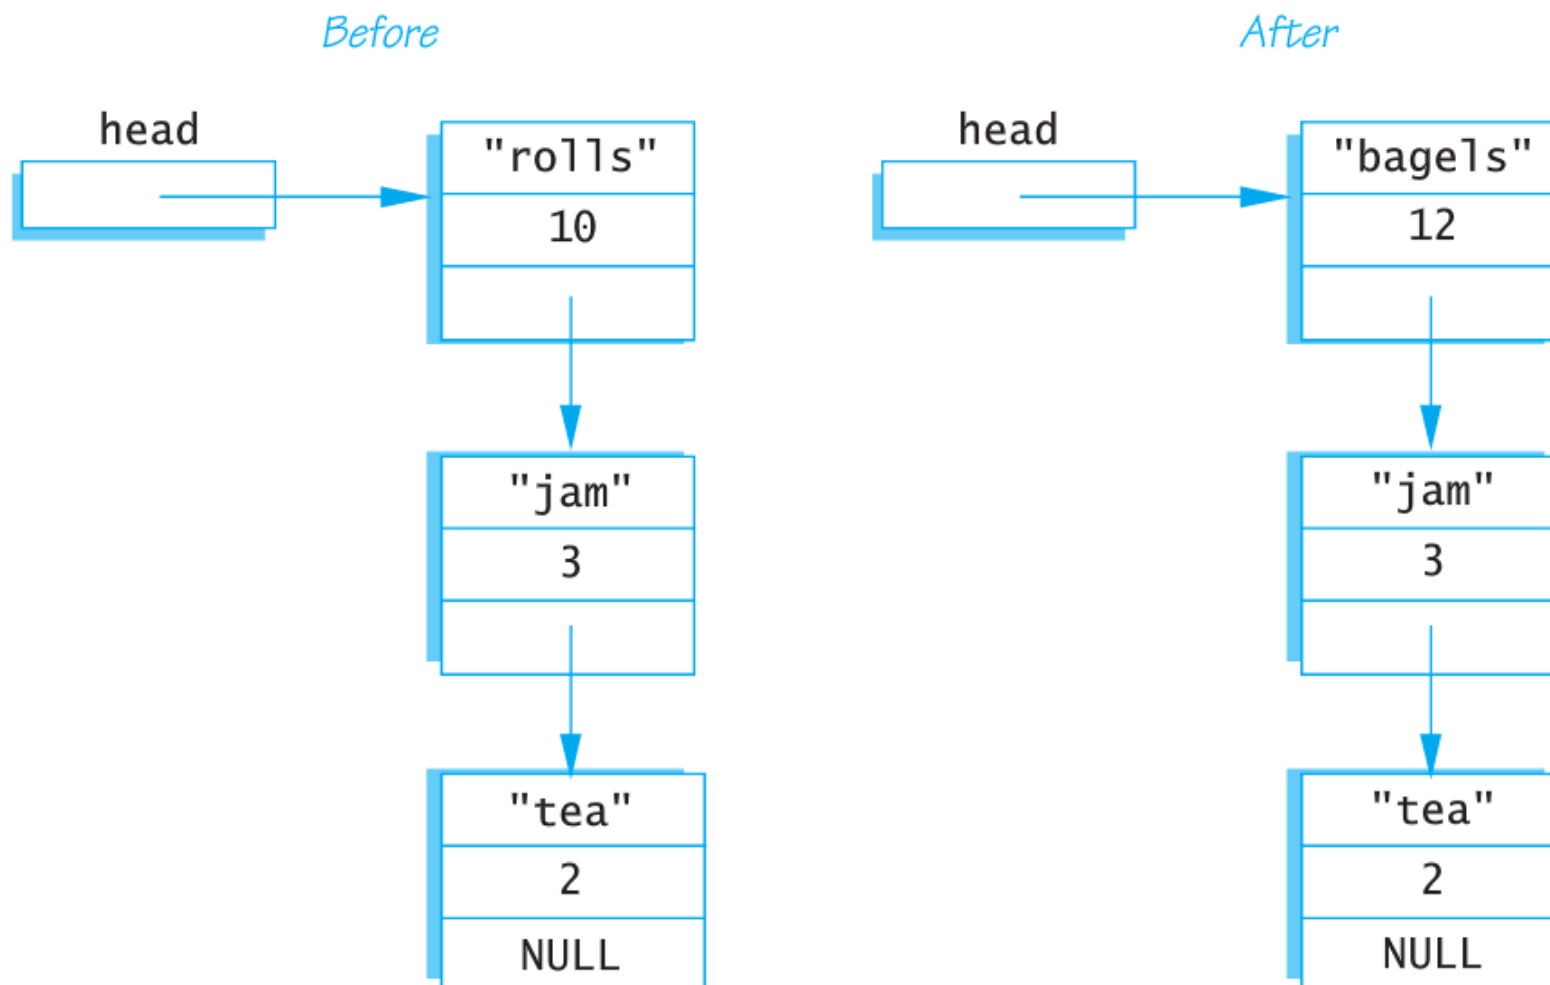 Before
head
"rolls"
10
"jam"
3
"tea"
2
NULL
After
head
"bagels"
12
"jam"
3
"tea"
2
NULL